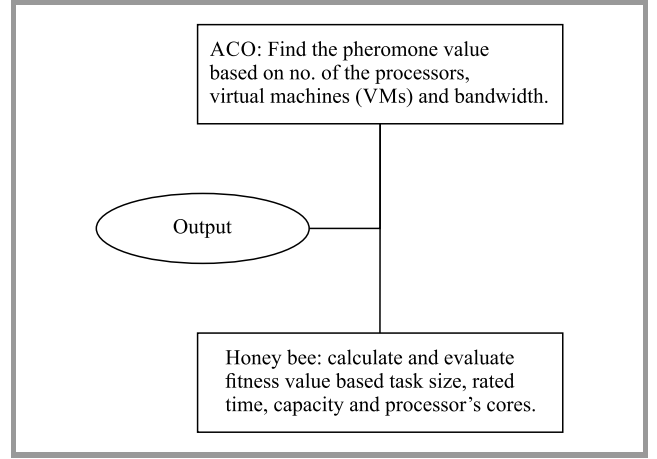 ACO: Find the pheromone value
based on no. of the processors,
virtual machines (VMs) and bandwidth.
Output
Honey bee: calculate and evaluate
fitness value based task size, rated
time, capacity and processor’s cores.